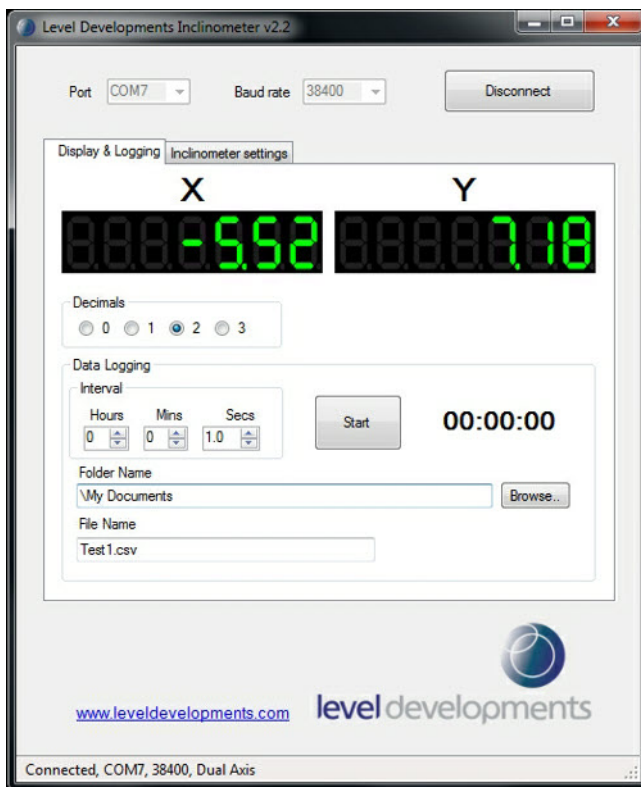 Level Developments Inclinometer v2.2
Port COM7 Baud rate 38400 Disconnect
Display & Logging Inclinometer settings
X Y
-5.52 7.18
Decimals
0 1 2 3
Data Logging
Interval
Hours Mins Secs
0 0 1.0 Start 00:00:00
Folder Name
\My Documents Browse..
File Name
Test1.csv
www.leveldevelopments.com leveldevelopments
Connected, COM7, 38400, Dual Axis